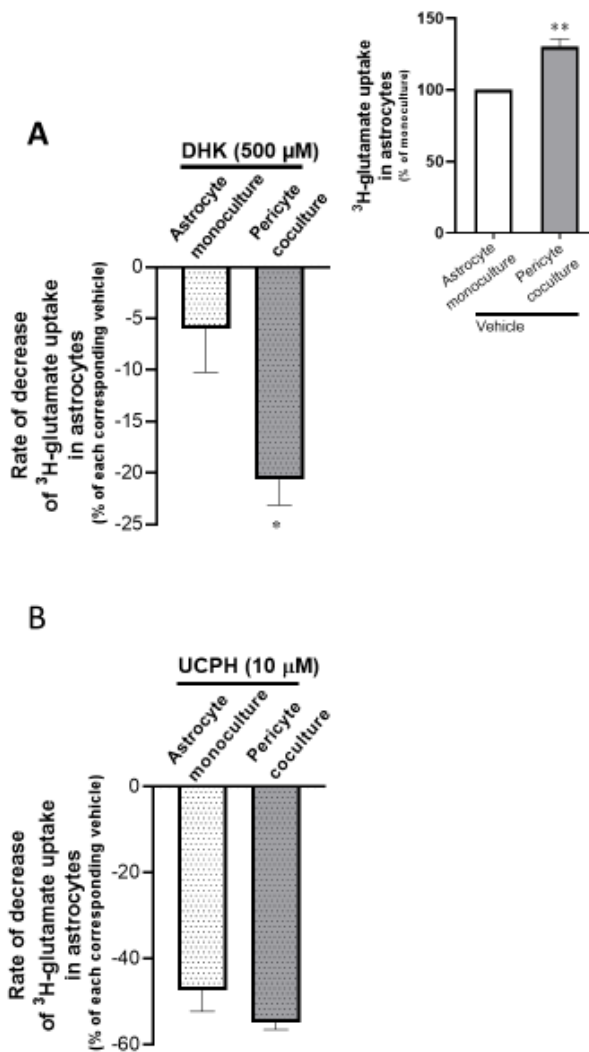 A
DHK (500 μM)
Astrocyte
monoculture
Pericyte
coculture
0
-5
-10
-15
-20
-25
Rate of decrease
of ³H-glutamate uptake
in astrocytes
(% of each corresponding vehicle)
*
150
100
50
0
³H-glutamate uptake
in astrocytes
(% of monoculture)
**
Astrocyte
monoculture
Pericyte
coculture
Vehicle
B
UCPH (10 μM)
Astrocyte
monoculture
Pericyte
coculture
0
-20
-40
-60
Rate of decrease
of ³H-glutamate uptake
in astrocytes
(% of each corresponding vehicle)